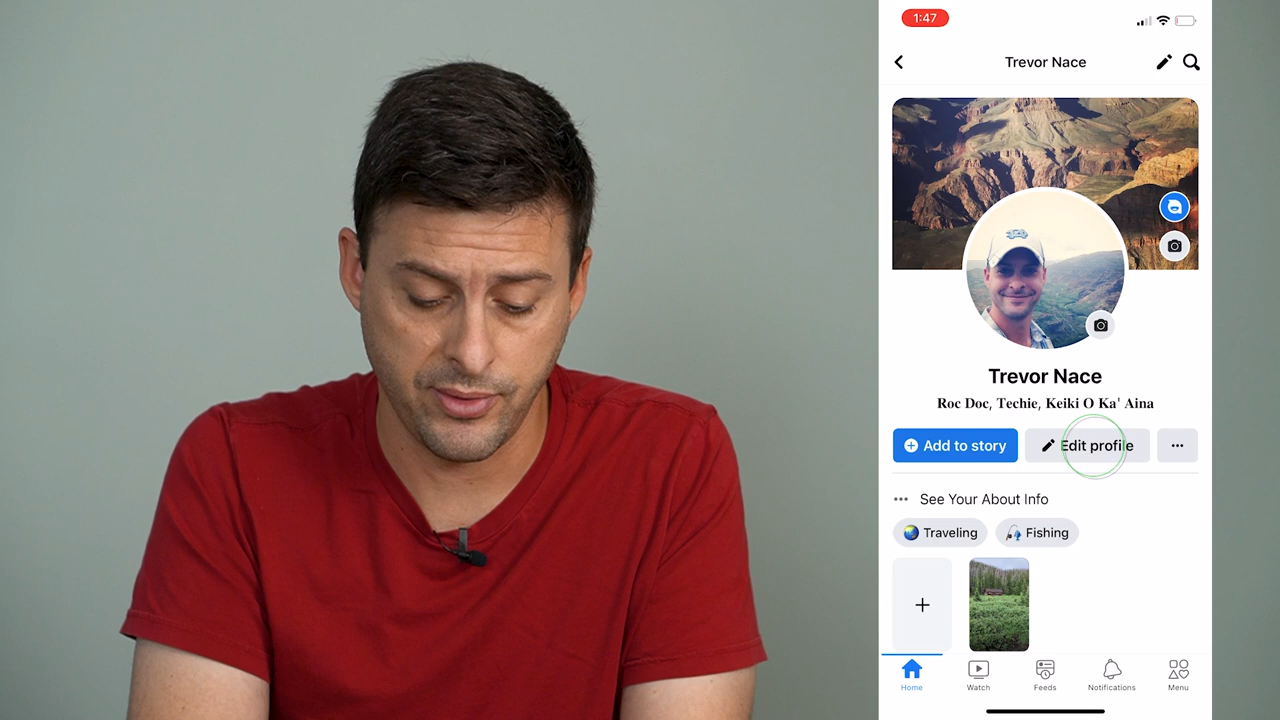 1:47
Trevor Nace
Trevor Nace
𝐑𝐨𝐜 𝐃𝐨𝐜, 𝐓𝐞𝐜𝐡𝐢𝐞, 𝐊𝐞𝐢𝐤𝐢 𝐎 𝐊𝐚' 𝐀𝐢𝐧𝐚
Add to story
Edit profile
See Your About Info
Traveling
Fishing
Home
Watch
Feeds
Notifications
Menu